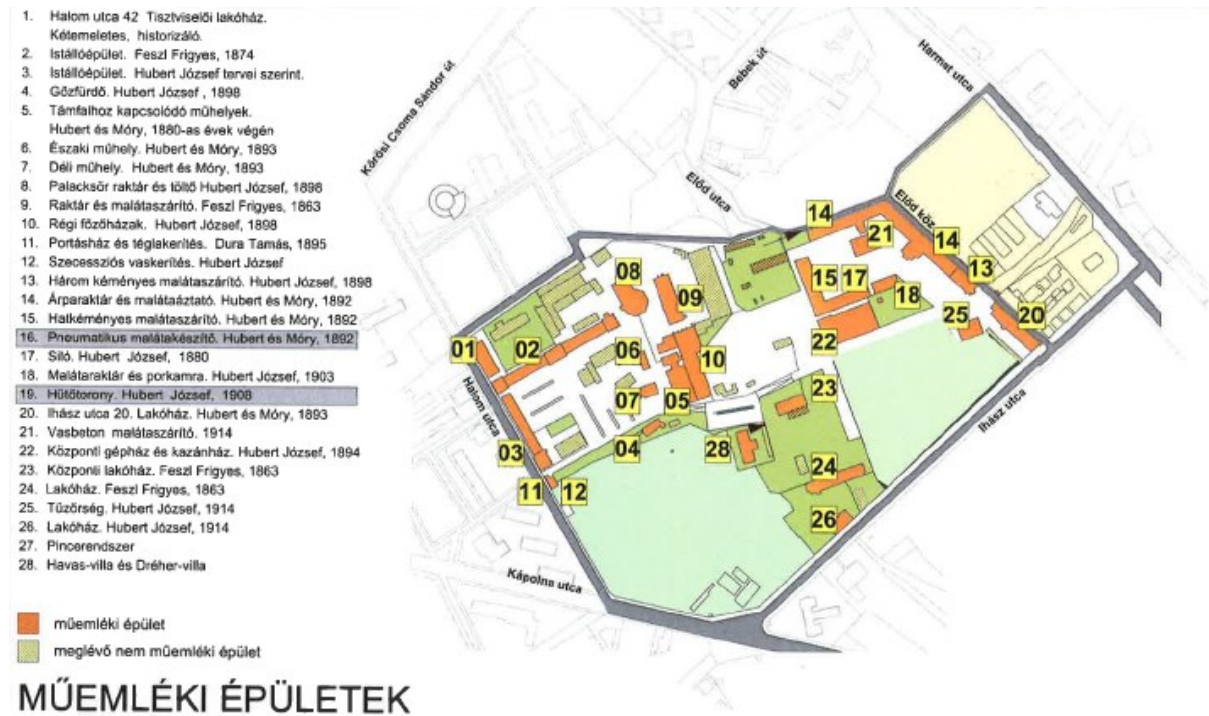 1. Halom utca 42 Tisztviselői lakóház.
Kétemeletes, historizáló.
2. Istállóépület. Feszl Frigyes, 1874
3. Istállóépület. Hubert József tervei szerint.
4. Gőzfürdő. Hubert József , 1898
5. Támfalhoz kapcsolódó műhelyek.
Hubert és Móry, 1880-as évek végén
6. Északi műhely. Hubert és Móry, 1893
7. Déli műhely. Hubert és Móry, 1893
8. Palacksör raktár és töltő Hubert József, 1898
9. Raktár és malátaszárító. Feszl Frigyes, 1863
10. Régi főzőházak. Hubert József, 1898
11. Portásház és téglakerítés. Dura Tamás, 1895
12. Szecessziós vaskerítés. Hubert József
13. Három kéményes malátaszárító. Hubert József, 1898
14. Árparaktár és malátaáztató. Hubert és Móry, 1892
15. Hatkéményes malátaszárító. Hubert és Móry, 1892
16. Pneumatikus malátakészítő. Hubert és Móry, 1892
17. Siló. Hubert József, 1880
18. Malátaraktár és porkamra. Hubert József, 1903
19. Hűtőtorony. Hubert József, 1908
20. Ihász utca 20. Lakóház. Hubert és Móry, 1893
21. Vasbeton malátaszárító. 1914
22. Központi gépház és kazánház. Hubert József, 1894
23. Központi lakóház. Feszl Frigyes, 1863
24. Lakóház. Feszl Frigyes, 1863
25. Tűzőrség. Hubert József, 1914
26. Lakóház. Hubert József, 1914
27. Pincerendszer
28. Havas-villa és Dréher-villa
műemléki épület
meglévő nem műemléki épület
MŰEMLÉKI ÉPÜLETEK
Kőrösi Csoma Sándor út
Bebek út
Harmat utca
Előd utca
Előd köz
14
21
14
13
08
15
17
09
18
25
20
01
02
06
10
22
07
05
23
Halom utca
Ihász utca
03
04
28
24
11
12
26
Kápolna utca